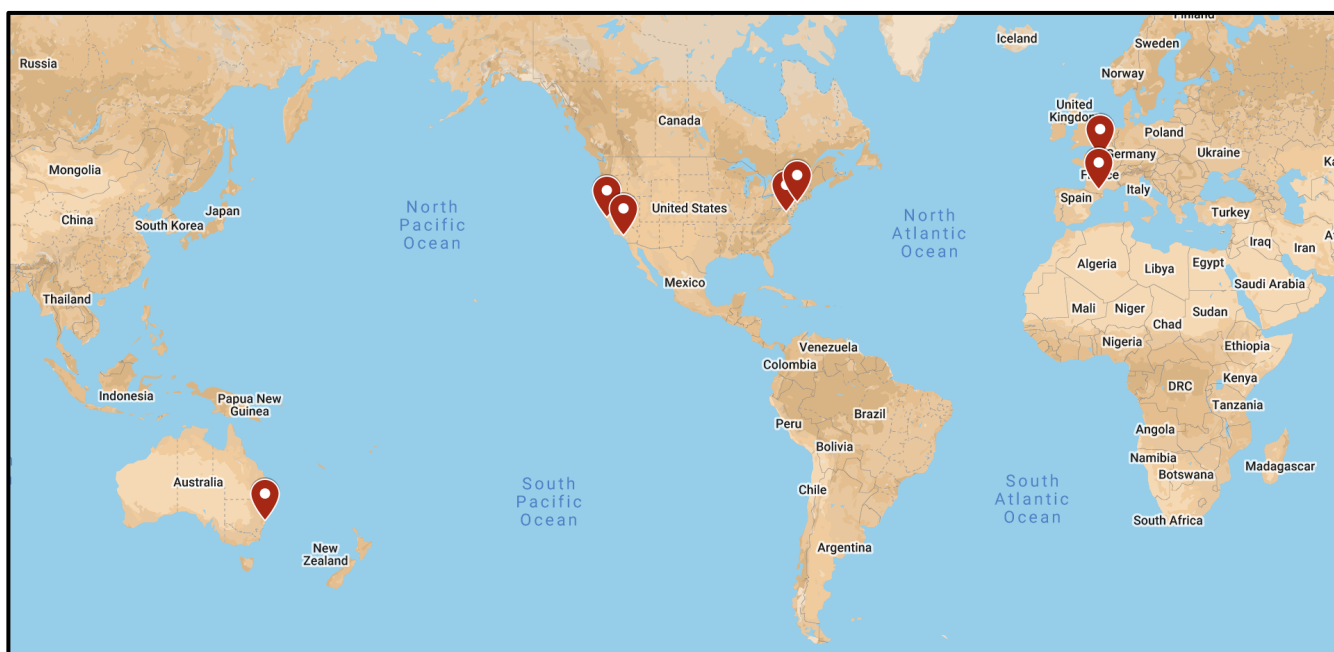 Finland
Iceland
Sweden
Russia
Norway
United
Kingdom
Canada
Poland
Mongolia
Germany
Ukraine
France
Italy
Spain
United States
North
Pacific
Ocean
Japan
China
South Korea
North
Atlantic
Ocean
Turkey
Iraq
Iran
Algeria
Libya
Egypt
Saudi Arabia
Mexico
Thailand
Mali
Niger
Chad
Sudan
Nigeria
Ethiopia
Venezuela
Colombia
Indonesia
Papua New
Guinea
DRC
Kenya
Tanzania
Brazil
Peru
Angola
Bolivia
Namibia
Botswana
Madagascar
Australia
South
Pacific
Ocean
Chile
South
Atlantic
Ocean
South Africa
New
Zealand
Argentina